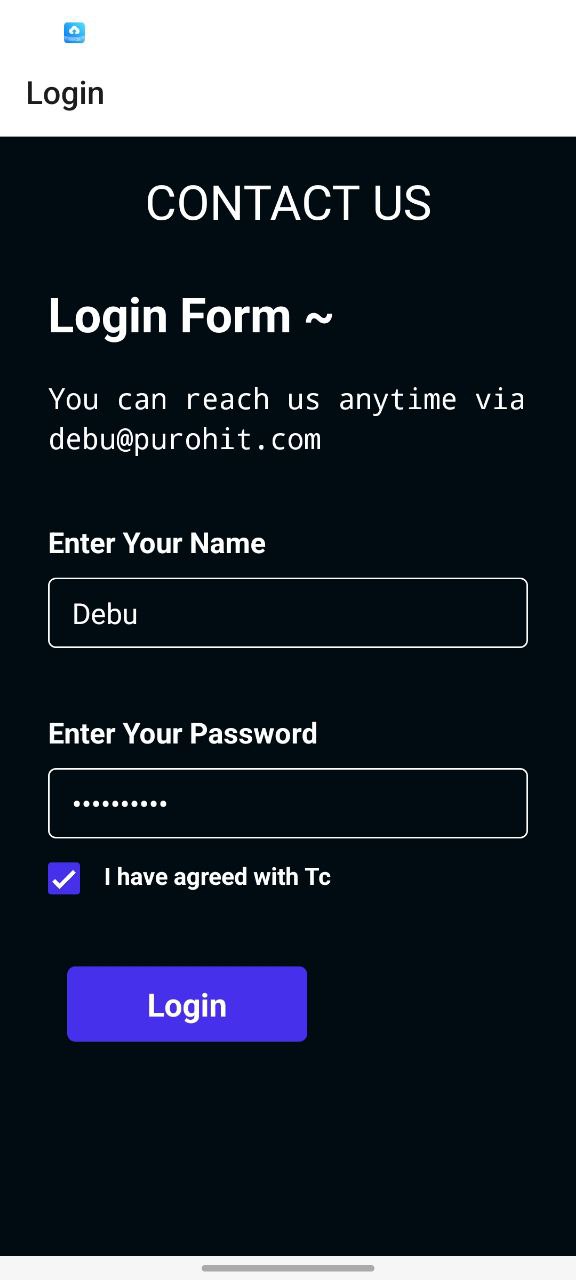 Login
CONTACT US
Login Form ~
You can reach us anytime via
debu@purohit.com
Enter Your Name
Debu
Enter Your Password
••••••••••
I have agreed with Tc
Login